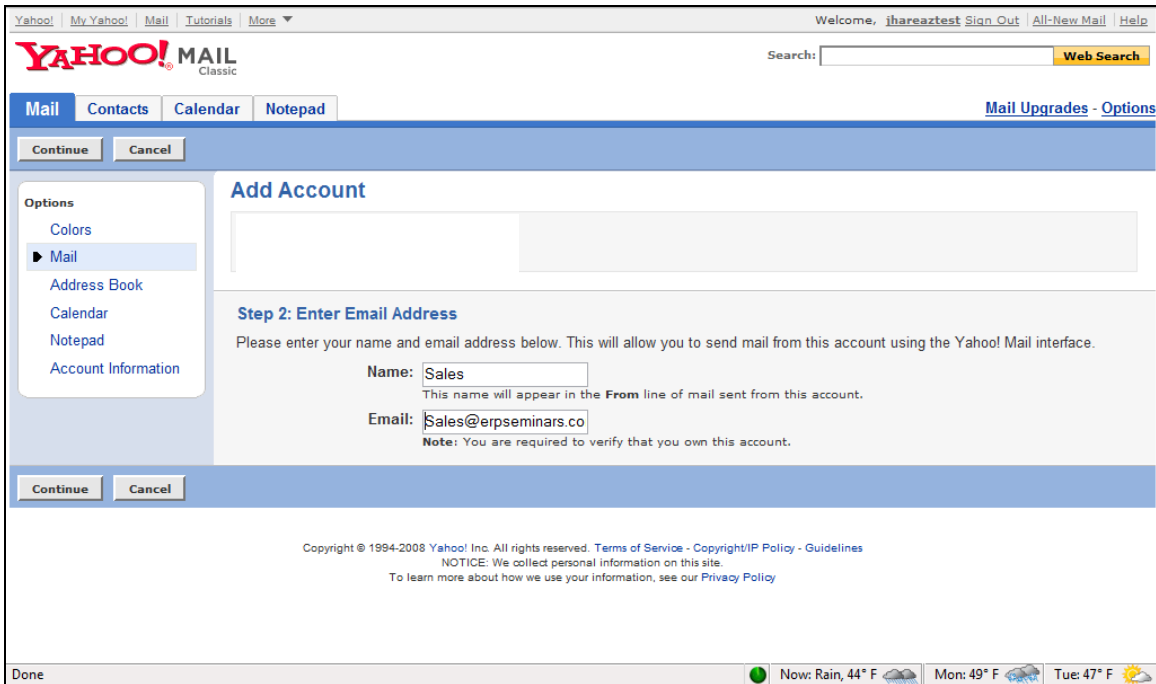 Yahoo! My Yahoo! Mail Tutorials More Welcome, jhareaztest Sign Out All-New Mail Help
YAHOO!® MAIL
Classic
Search: Web Search
Mail Contacts Calendar Notepad Mail Upgrades - Options
Continue Cancel
Options
Colors
Mail
Address Book
Calendar
Notepad
Account Information
Add Account
Step 2: Enter Email Address
Please enter your name and email address below. This will allow you to send mail from this account using the Yahoo! Mail interface.
Name: Sales
This name will appear in the From line of mail sent from this account.
Email: Sales@erpseminars.co
Note: You are required to verify that you own this account.
Continue Cancel
Copyright © 1994-2008 Yahoo! Inc. All rights reserved. Terms of Service - Copyright/IP Policy - Guidelines
NOTICE: We collect personal information on this site.
To learn more about how we use your information, see our Privacy Policy
Done Now: Rain, 44° F Mon: 49° F Tue: 47° F